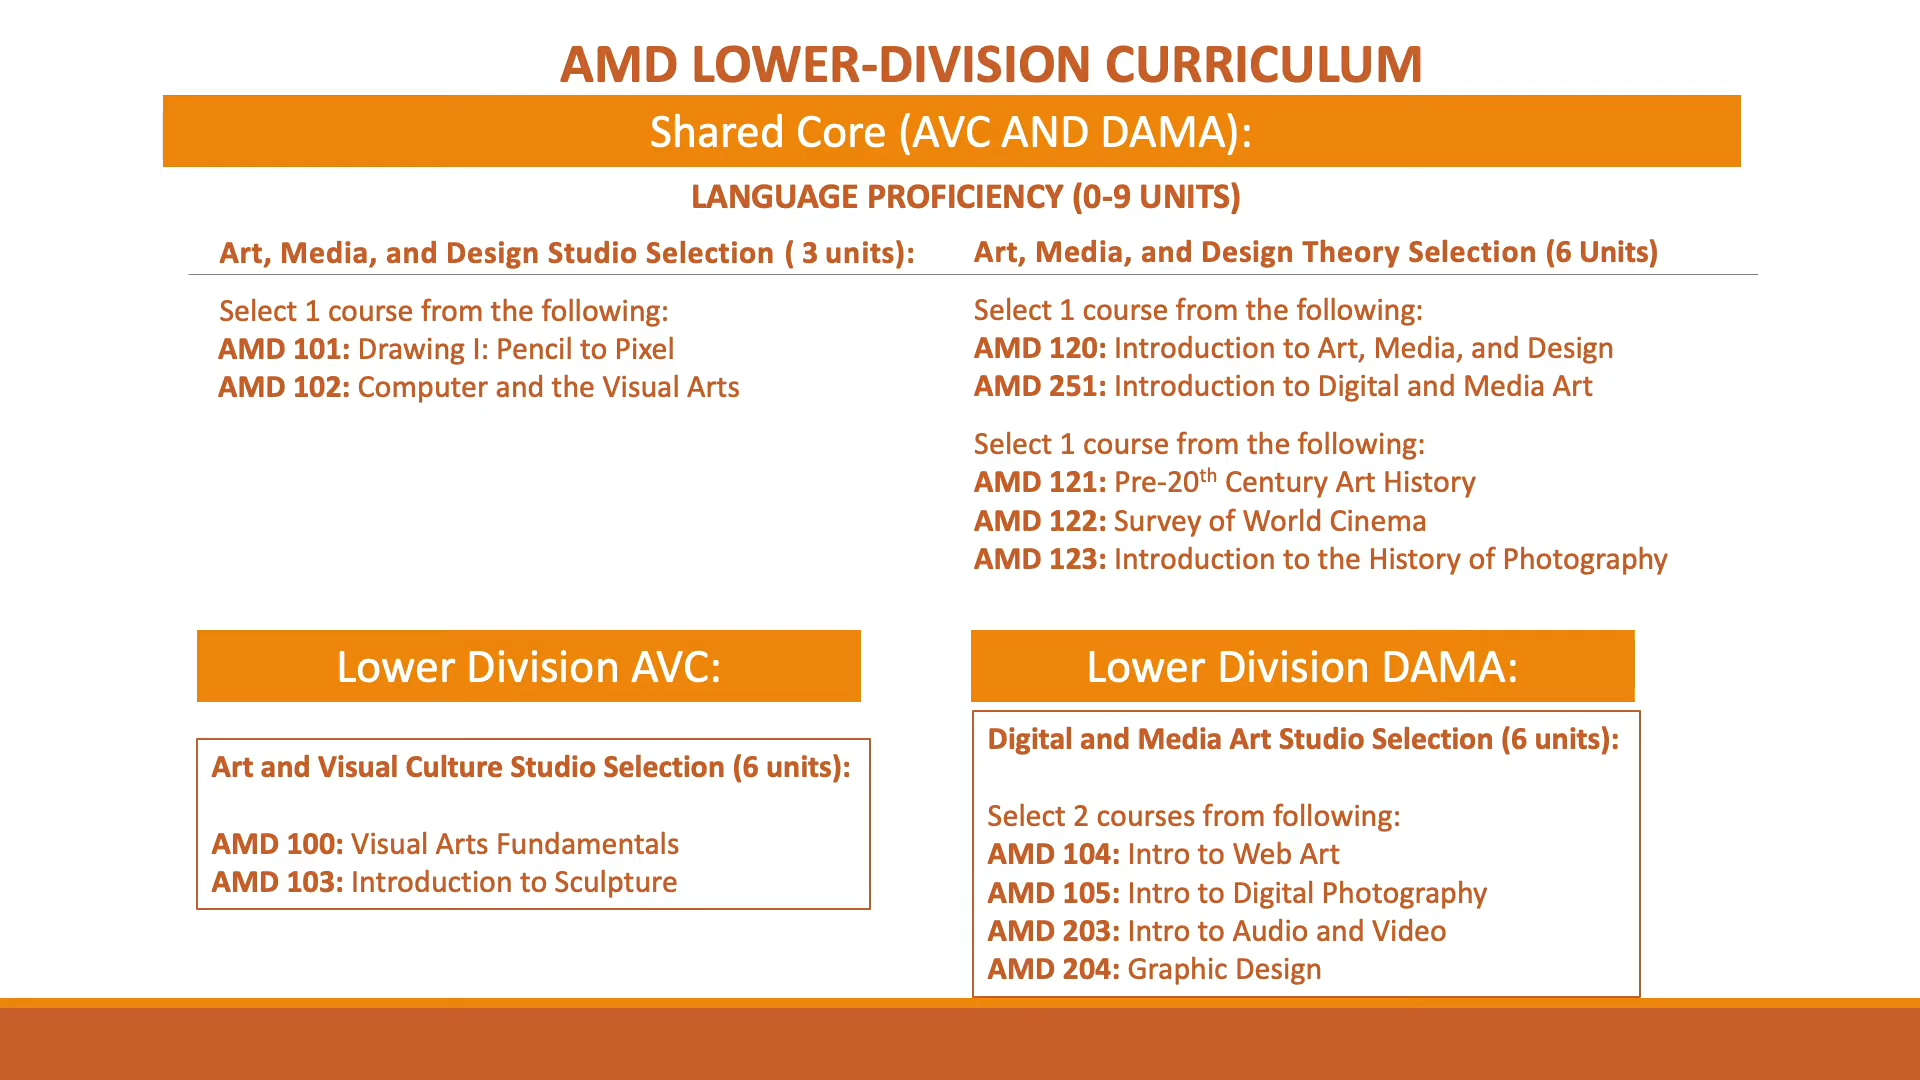 AMD LOWER-DIVISION CURRICULUM
Shared Core (AVC AND DAMA):
LANGUAGE PROFICIENCY (0-9 UNITS)
Art, Media, and Design Studio Selection ( 3 units):
Select 1 course from the following:
AMD 101: Drawing I: Pencil to Pixel
AMD 102: Computer and the Visual Arts
Art, Media, and Design Theory Selection (6 Units)
Select 1 course from the following:
AMD 120: Introduction to Art, Media, and Design
AMD 251: Introduction to Digital and Media Art
Select 1 course from the following:
AMD 121: Pre-20th Century Art History
AMD 122: Survey of World Cinema
AMD 123: Introduction to the History of Photography
Lower Division AVC:
Art and Visual Culture Studio Selection (6 units):
AMD 100: Visual Arts Fundamentals
AMD 103: Introduction to Sculpture
Lower Division DAMA:
Digital and Media Art Studio Selection (6 units):
Select 2 courses from following:
AMD 104: Intro to Web Art
AMD 105: Intro to Digital Photography
AMD 203: Intro to Audio and Video
AMD 204: Graphic Design